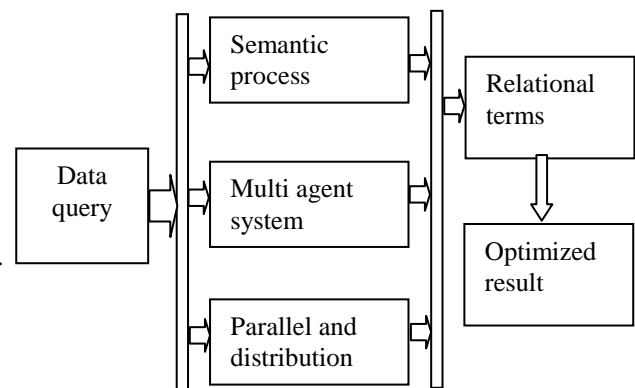 Data
query
Semantic
process
Multi agent
system
Parallel and
distribution
Relational
terms
Optimized
result